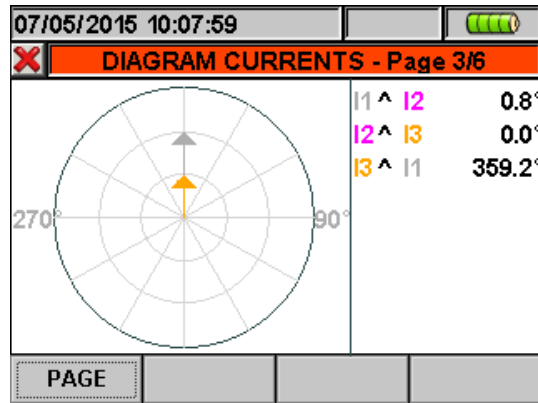 07/05/2015 10:07:59
DIAGRAM CURRENTS - Page 3/6
I1 ^ I2 0.8°
I2 ^ I3 0.0°
I3 ^ I1 359.2°
270° 90°
PAGE